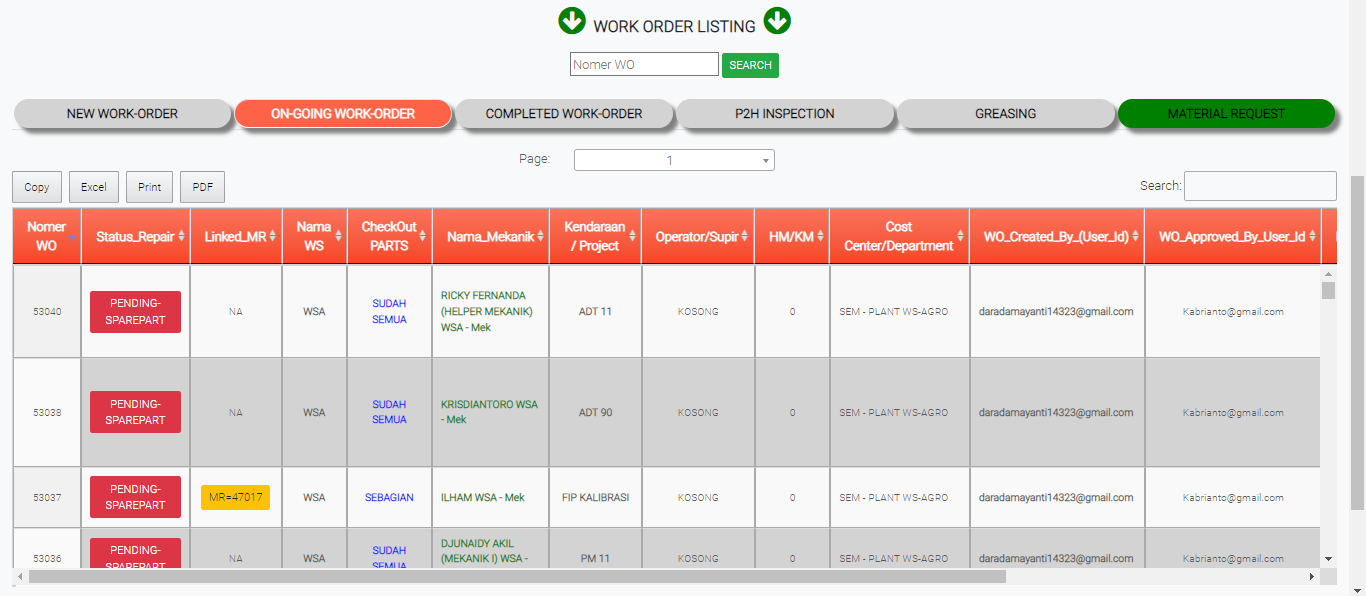 WORK ORDER LISTING
Nomer WO SEARCH
NEW WORK-ORDER ON-GOING WORK-ORDER COMPLETED WORK-ORDER P2H INSPECTION GREASING MATERIAL REQUEST
Page: 1
Copy Excel Print PDF Search:
Nomer WO Status_Repair Linked_MR Nama WS CheckOut PARTS Nama_Mekanik Kendaraan / Project Operator/Supir HM/KM Cost Center/Department WO_Created_By_(User_Id) WO_Approved_By_User_Id
53040 PENDING-SPAREPART NA WSA SUDAH SEMUA RICKY FERNANDA (HELPER MEKANIK) WSA - Mek ADT 11 KOSONG 0 SEM - PLANT WS-AGRO daradamayanti14323@gmail.com Kabrianto@gmail.com
53038 PENDING-SPAREPART NA WSA SUDAH SEMUA KRISDIANTORO WSA - Mek ADT 90 KOSONG 0 SEM - PLANT WS-AGRO daradamayanti14323@gmail.com Kabrianto@gmail.com
53037 PENDING-SPAREPART MR=47017 WSA SEBAGIAN ILHAM WSA - Mek FIP KALIBRASI KOSONG 0 SEM - PLANT WS-AGRO daradamayanti14323@gmail.com Kabrianto@gmail.com
53036 PENDING-SPAREPART NA WSA SUDAH SEMUA DJUNAIDY AKIL (MEKANIK I) WSA - PM 11 KOSONG 0 SEM - PLANT WS-AGRO daradamayanti14323@gmail.com Kabrianto@gmail.com